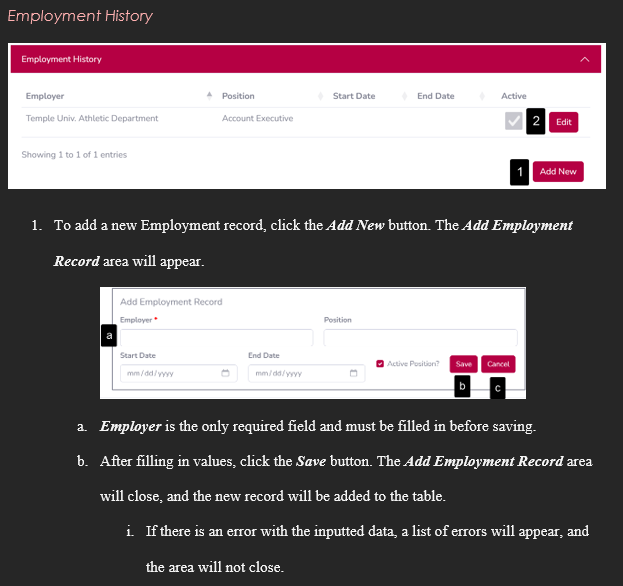 Employment History
Employment History
Employer Position Start Date End Date Active
Temple Univ. Athletic Department Account Executive 2 Edit
Showing 1 to 1 of 1 entries
1 Add New
1. To add a new Employment record, click the Add New button. The Add Employment
Record area will appear.
Add Employment Record
Employer * Position
a
Start Date End Date
mm/dd/yyyy mm/dd/yyyy Active Position? Save Cancel
b c
a. Employer is the only required field and must be filled in before saving.
b. After filling in values, click the Save button. The Add Employment Record area
will close, and the new record will be added to the table.
i. If there is an error with the inputted data, a list of errors will appear, and
the area will not close.